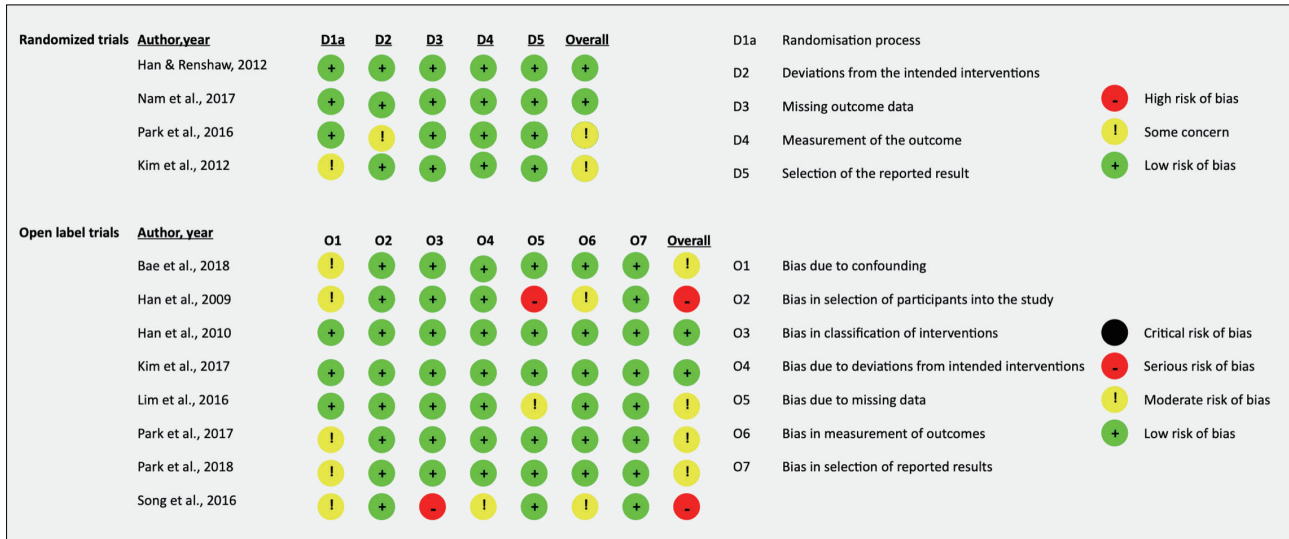 Randomized trials Author,year D1a D2 D3 D4 D5 Overall
Han & Renshaw, 2012 + + + + + +
Nam et al., 2017 + + + + + +
Park et al., 2016 + ! + + + !
Kim et al., 2012 ! + + + + !
D1a Randomisation process
D2 Deviations from the intended interventions
D3 Missing outcome data
D4 Measurement of the outcome
D5 Selection of the reported result
- High risk of bias
! Some concern
+ Low risk of bias
Open label trials Author, year O1 O2 O3 O4 O5 O6 O7 Overall
Bae et al., 2018 ! + + + + + + !
Han et al., 2009 ! + + + - ! + -
Han et al., 2010 + + + + + + + +
Kim et al., 2017 + + + + + + + +
Lim et al., 2016 + + + + ! + + !
Park et al., 2017 ! + + + + + + !
Park et al., 2018 ! + + + + + + !
Song et al., 2016 ! + - ! + ! + -
O1 Bias due to confounding
O2 Bias in selection of participants into the study
O3 Bias in classification of interventions
O4 Bias due to deviations from intended interventions
O5 Bias due to missing data
O6 Bias in measurement of outcomes
O7 Bias in selection of reported results
Critical risk of bias
- Serious risk of bias
! Moderate risk of bias
+ Low risk of bias